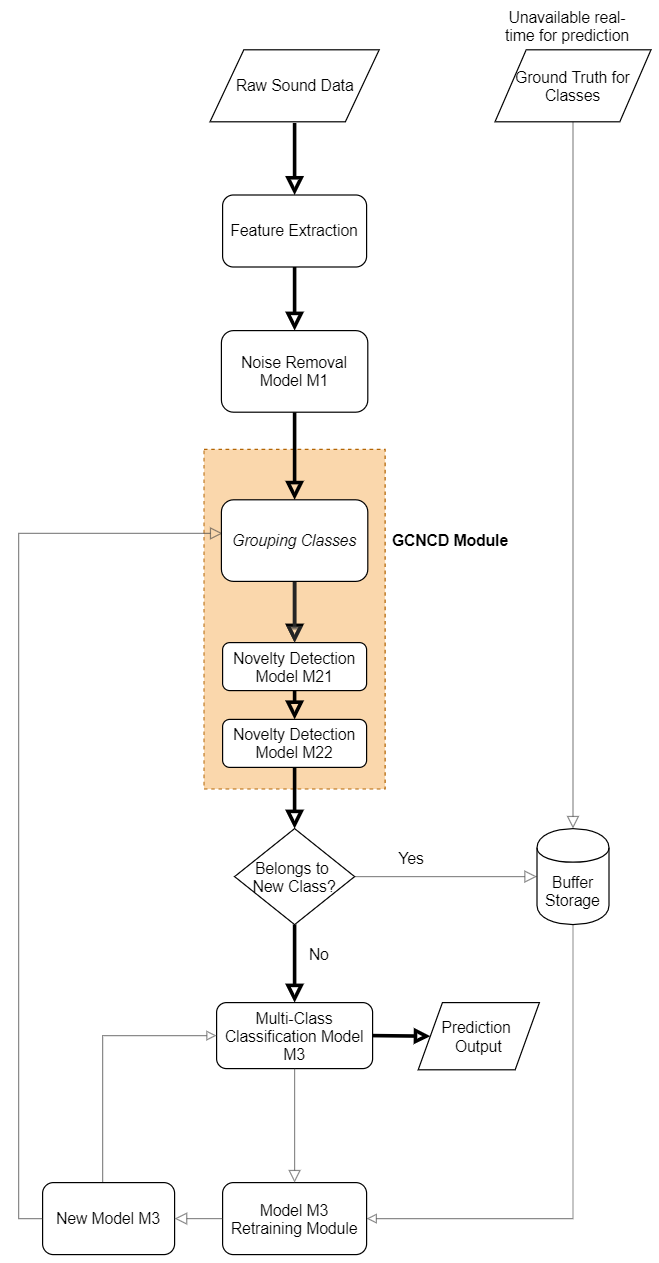 Unavailable real-
time for prediction
Raw Sound Data
Ground Truth for
Classes
Feature Extraction
Noise Removal
Model M1
Grouping Classes
GCNCD Module
Novelty Detection
Model M21
Novelty Detection
Model M22
Belongs to
New Class?
Yes
Buffer
Storage
No
Multi-Class
Classification Model
M3
Prediction
Output
New Model M3
Model M3
Retraining Module